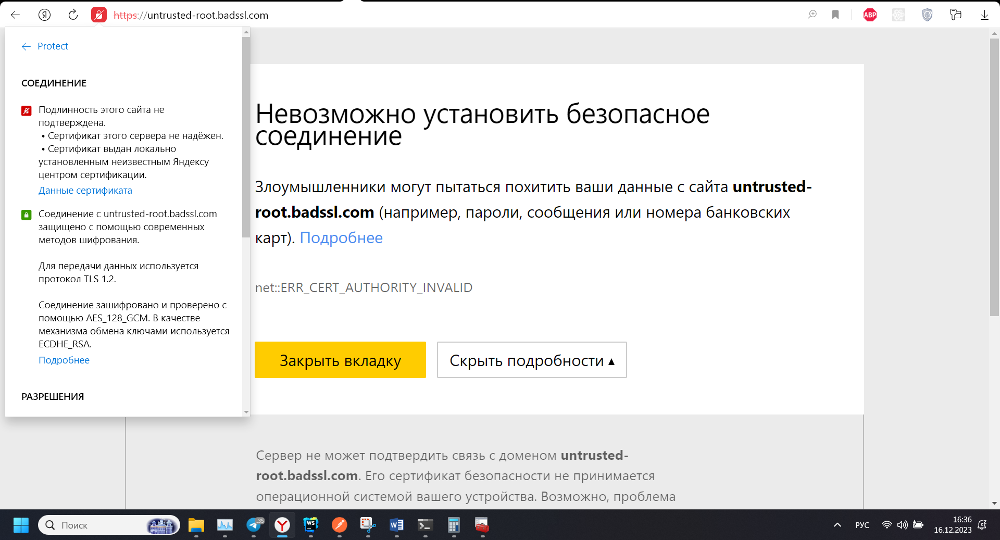 https://untrusted-root.badssl.com
ABP
Protect
СОЕДИНЕНИЕ
Подлинность этого сайта не
подтверждена.
• Сертификат этого сервера не надёжен.
• Сертификат выдан локально
установленным неизвестным Яндексу
центром сертификации.
Данные сертификата
Соединение с untrusted-root.badssl.com
защищено с помощью современных
методов шифрования.
Для передачи данных используется
протокол TLS 1.2.
Соединение зашифровано и проверено с
помощью AES_128_GCM. В качестве
механизма обмена ключами используется
ECDHE_RSA.
Подробнее
РАЗРЕШЕНИЯ
Невозможно установить безопасное
соединение
Злоумышленники могут пытаться похитить ваши данные с сайта untrusted-
root.badssl.com (например, пароли, сообщения или номера банковских
карт). Подробнее
net::ERR_CERT_AUTHORITY_INVALID
Закрыть вкладку
Скрыть подробности ▴
Сервер не может подтвердить связь с доменом untrusted-
root.badssl.com. Его сертификат безопасности не принимается
операционной системой вашего устройства. Возможно, проблема
Поиск
35
WS
РУС
16:36
16.12.2023